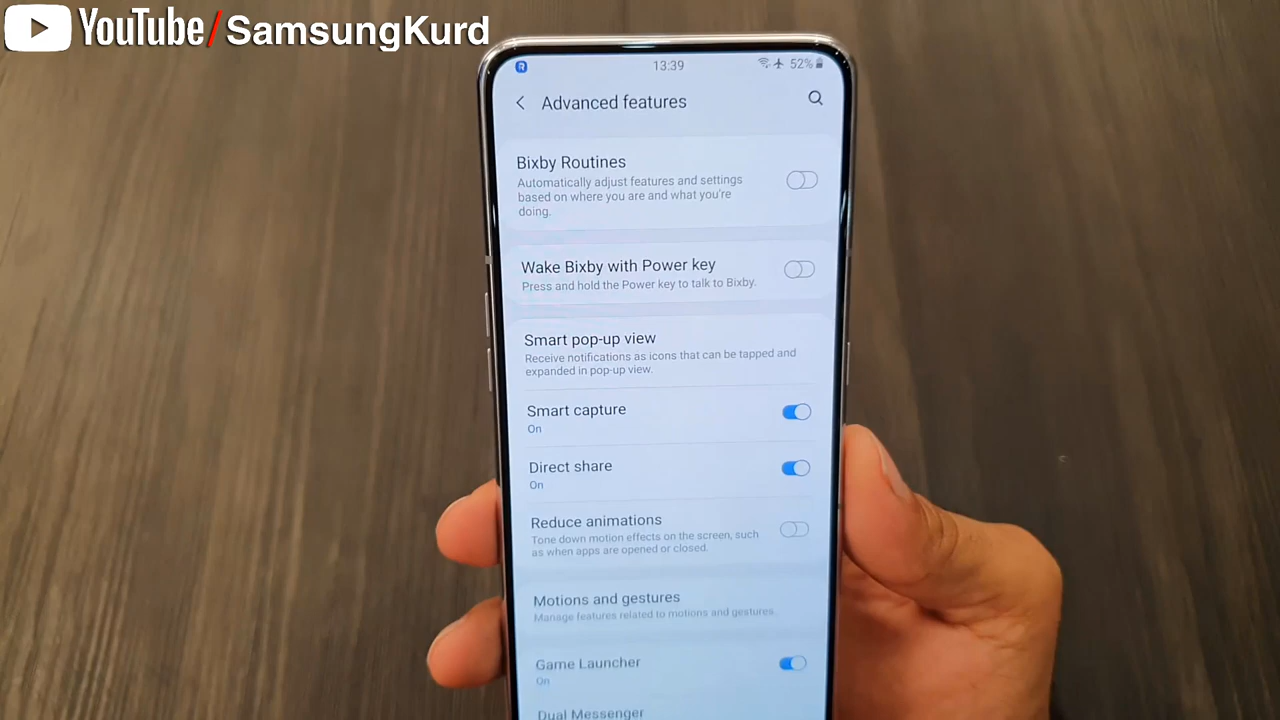 YouTube/SamsungKurd
13:39
52%
Advanced features
Bixby Routines
Automatically adjust features and settings
based on where you are and what you're
doing.
Wake Bixby with Power key
Press and hold the Power key to talk to Bixby.
Smart pop-up view
Receive notifications as icons that can be tapped and
expanded in pop-up view.
Smart capture
On
Direct share
On
Reduce animations
Tone down motion effects on the screen, such
as when apps are opened or closed.
Motions and gestures
Manage features related to motions and gestures.
Game Launcher
On
Dual Messenger